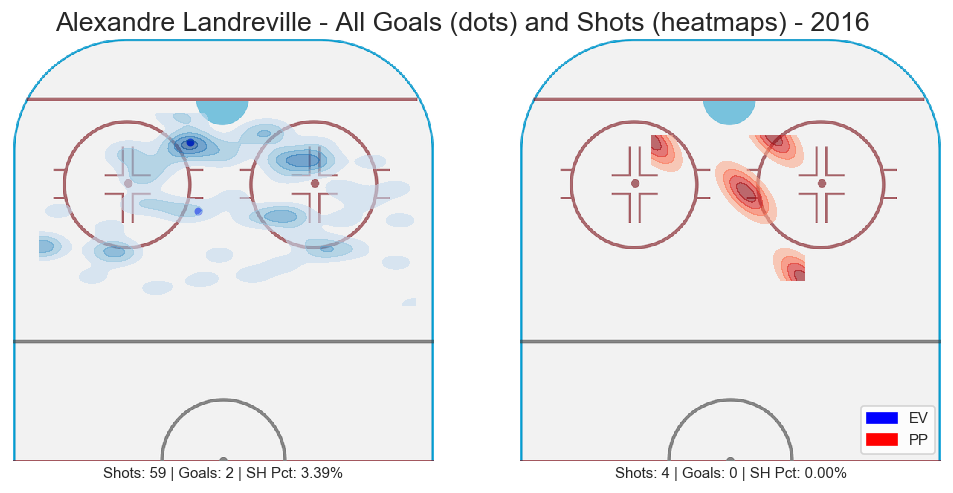 Alexandre Landreville - All Goals (dots) and Shots (heatmaps) - 2016
EV
PP
Shots: 59 | Goals: 2 | SH Pct: 3.39%
Shots: 4 | Goals: 0 | SH Pct: 0.00%